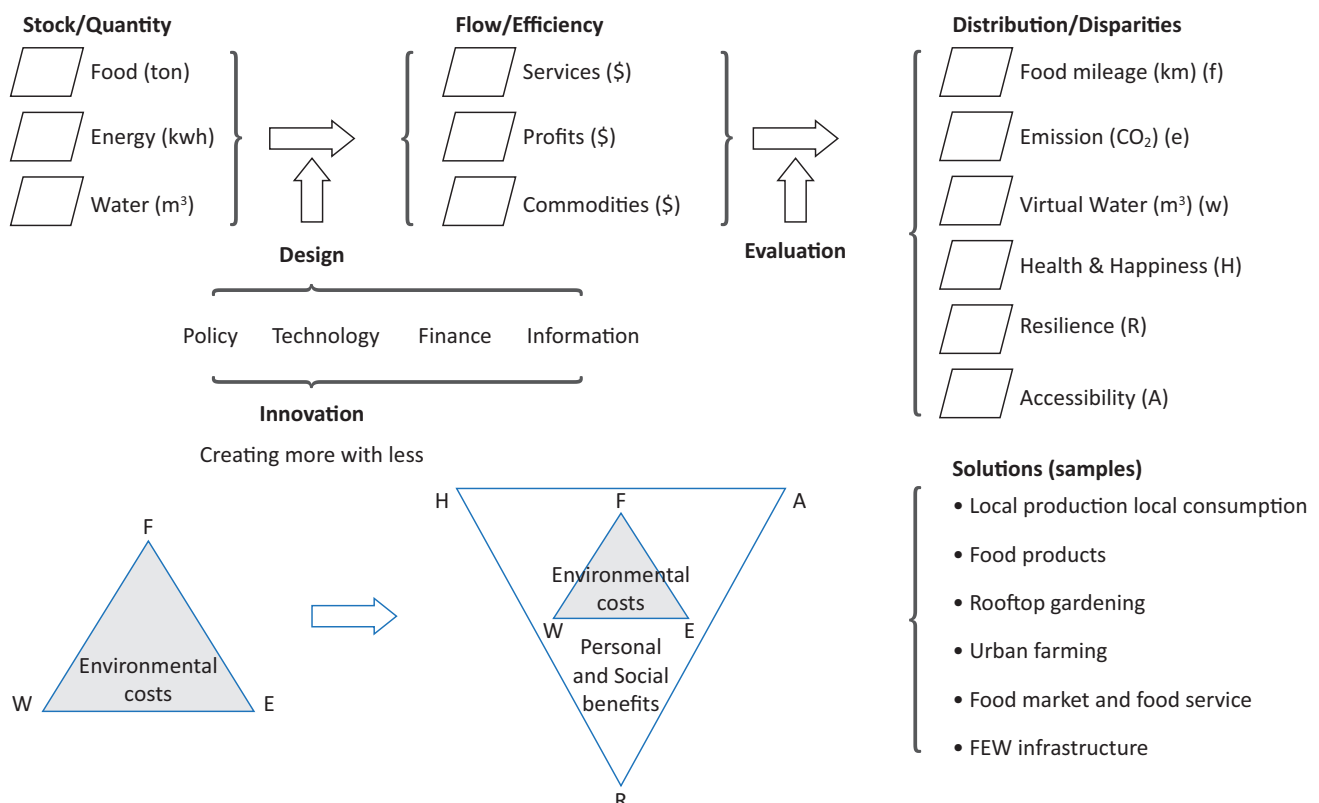 Stock/Quantity
Food (ton)
Energy (kwh)
Water (m³)
Flow/Efficiency
Services ($)
Profits ($)
Commodities ($)
Distribution/Disparities
Food mileage (km) (f)
Emission (CO₂) (e)
Virtual Water (m³) (w)
Health & Happiness (H)
Resilience (R)
Accessibility (A)
Design
Evaluation
Policy Technology Finance Information
Innovation
Creating more with less
F
Environmental
costs
W
E
H
A
F
Environmental
costs
W
E
Personal
and Social
benefits
R
Solutions (samples)
• Local production local consumption
• Food products
• Rooftop gardening
• Urban farming
• Food market and food service
• FEW infrastructure